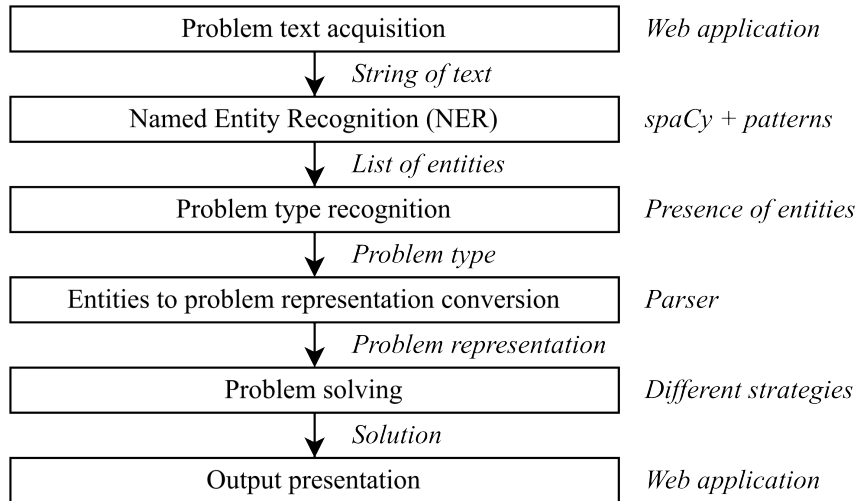 Problem text acquisition
Web application
String of text
Named Entity Recognition (NER)
spaCy + patterns
List of entities
Problem type recognition
Presence of entities
Problem type
Entities to problem representation conversion
Parser
Problem representation
Problem solving
Different strategies
Solution
Output presentation
Web application